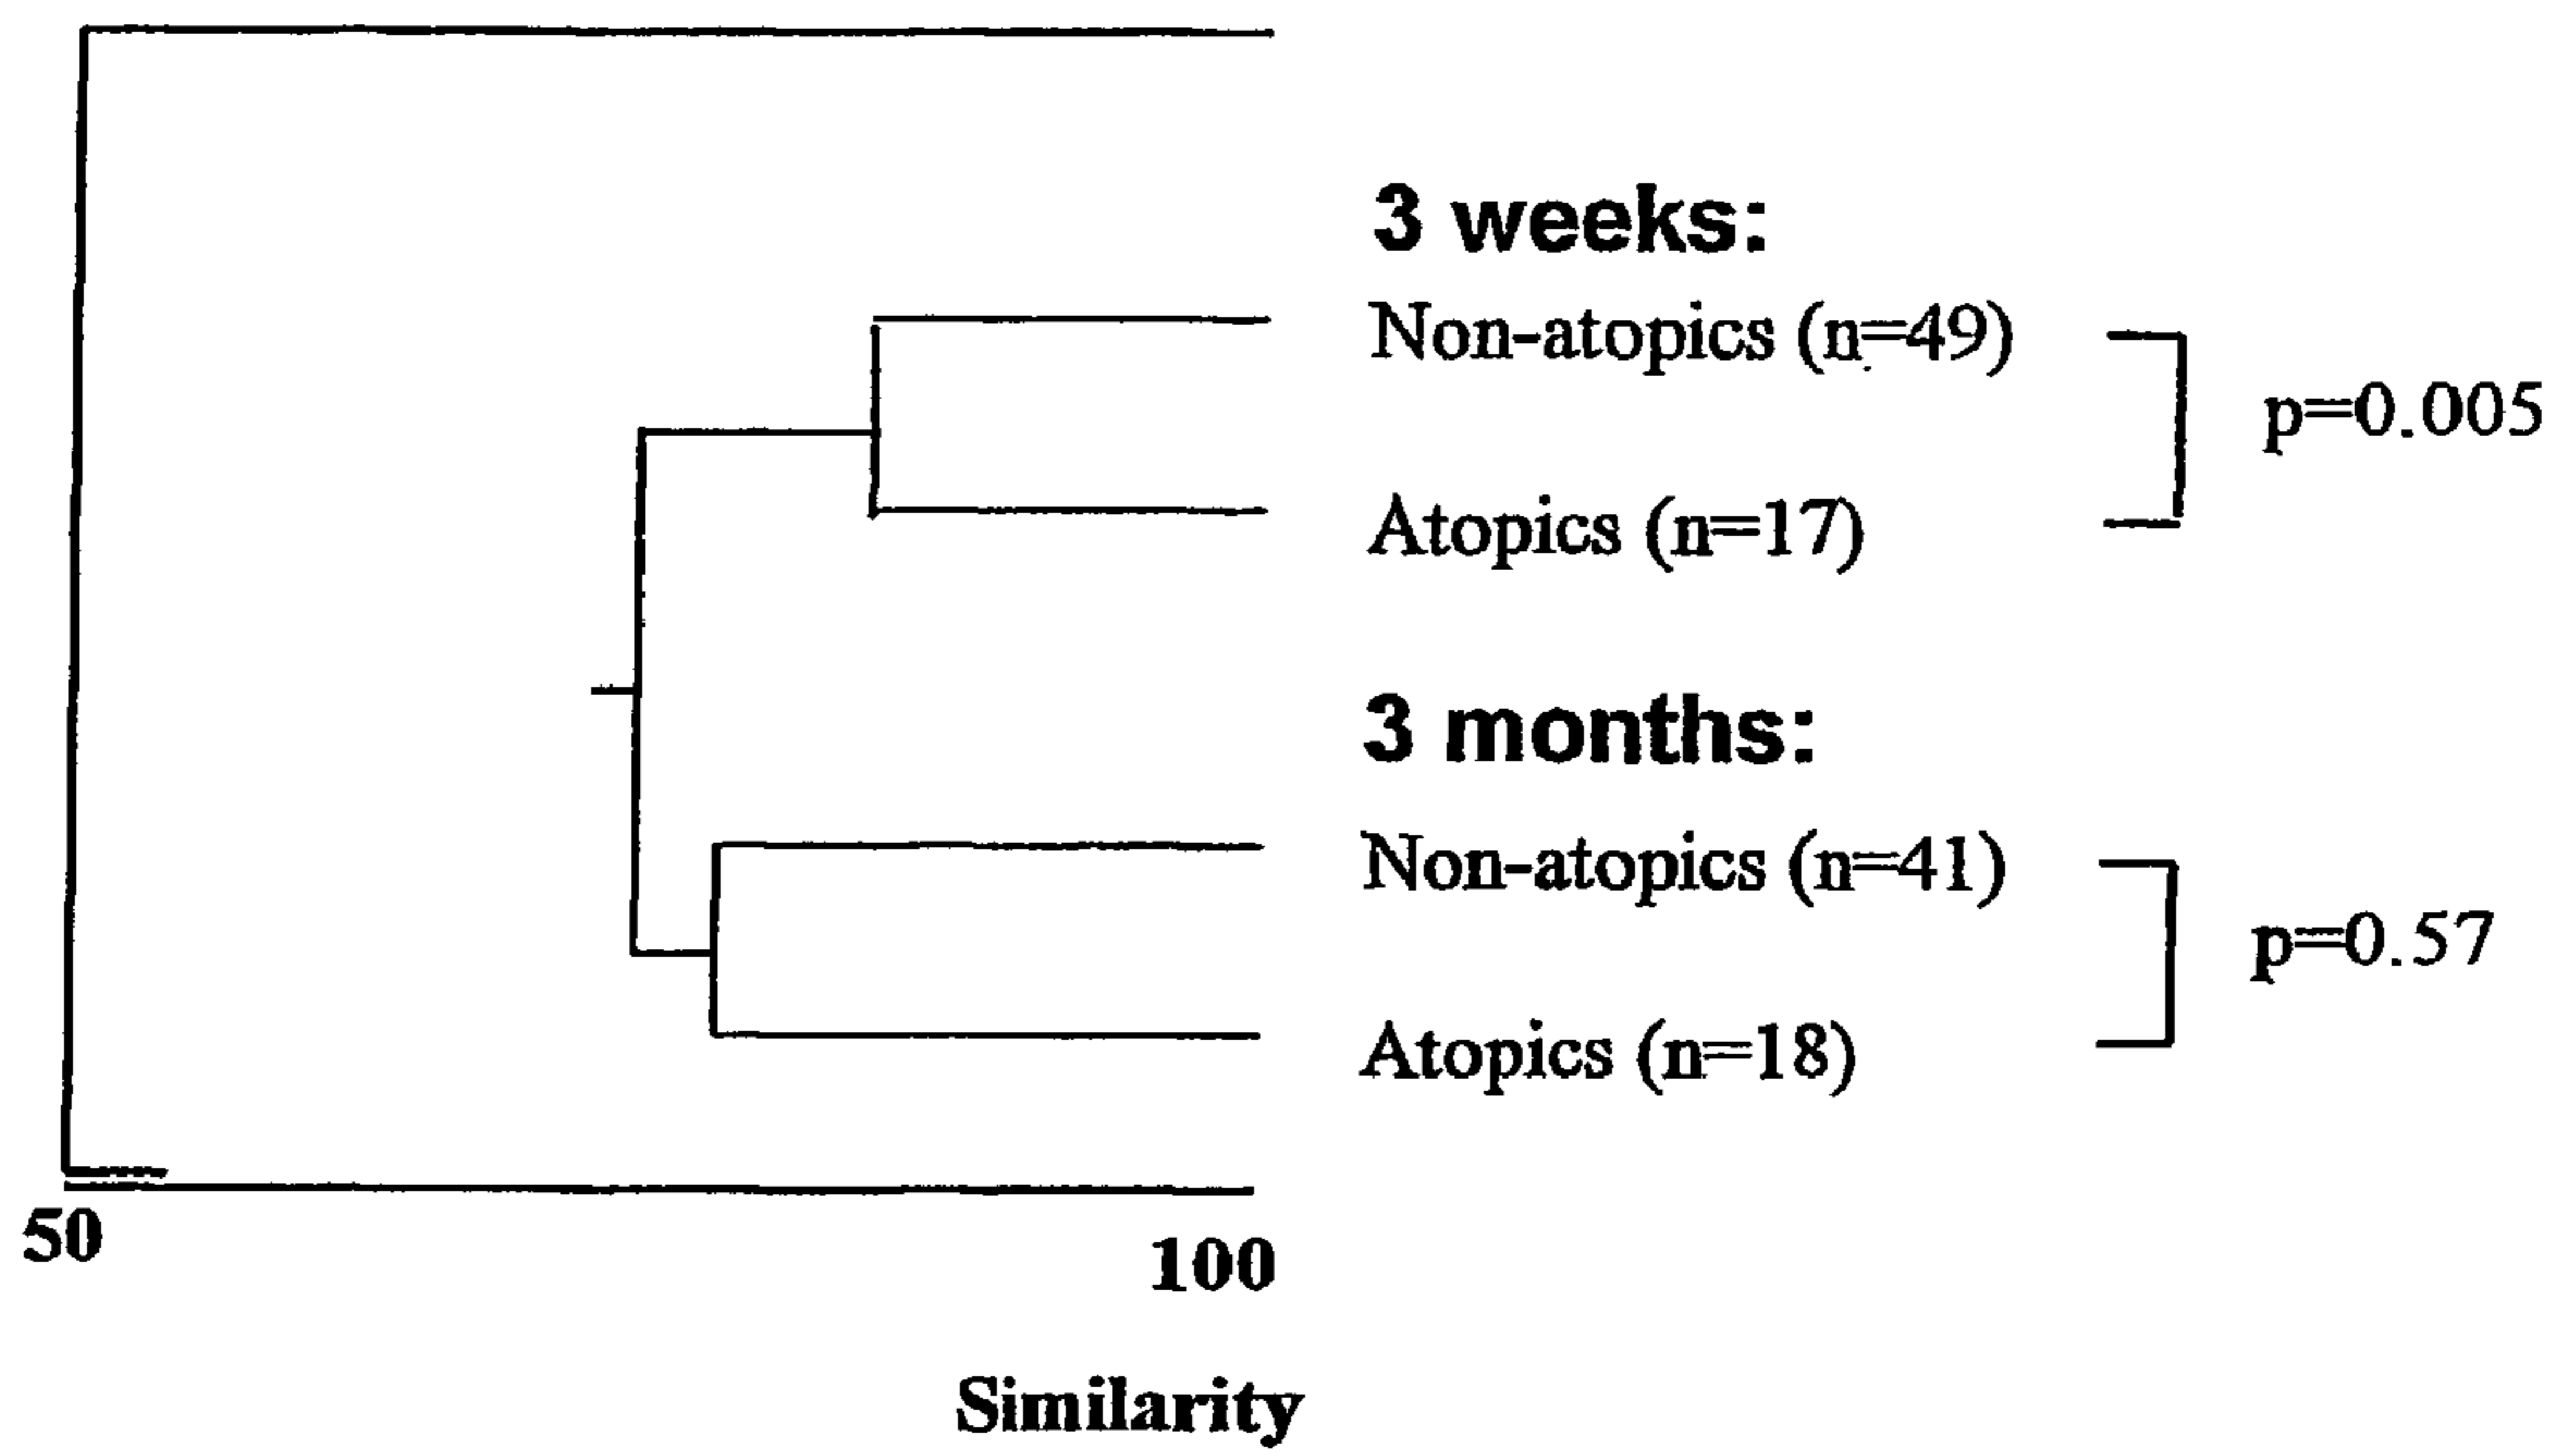 3 weeks:
Non-atopics (n=49)
p=0.005
Atopics (n=17)
3 months:
Non-atopics (n=41)
p=0.57
Atopics (n=18)
50
100
Similarity